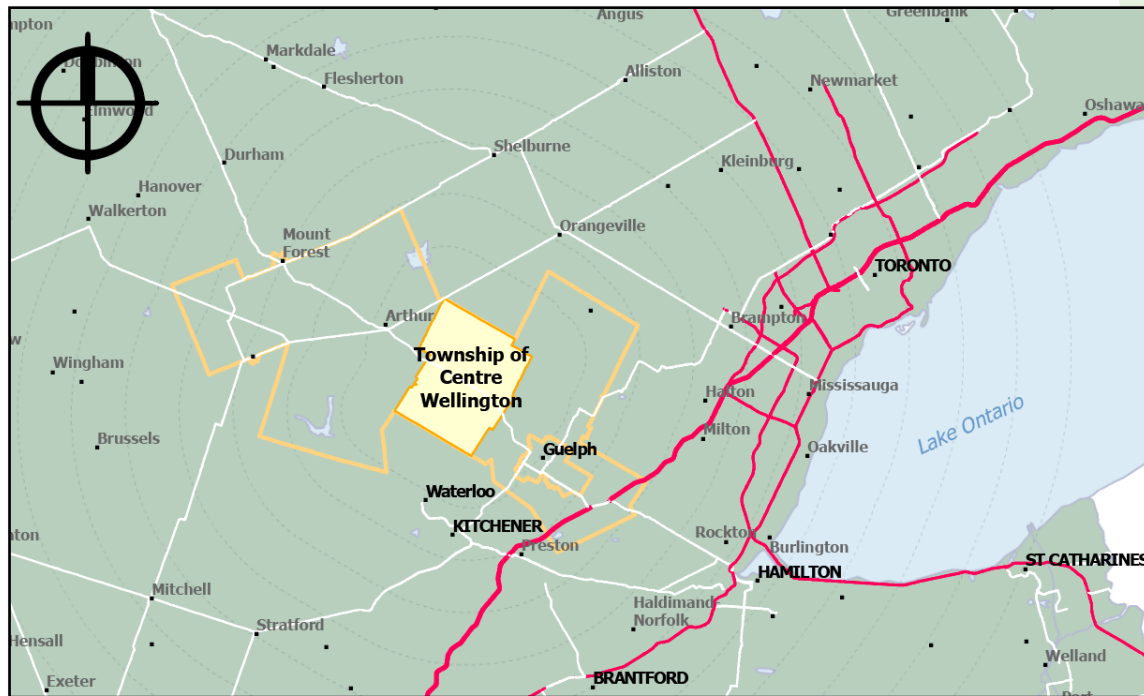 Angus
Greenbank
Markdale
Flesherton
Alliston
Newmarket
Elmwood
Oshawa
Durham
Shelburne
Kleinburg
Hanover
Walkerton
Mount
Forest
Orangeville
TORONTO
Arthur
Brampton
Township of
Centre
Wellington
Wingham
Halton
Mississauga
Lake Ontario
Brussels
Milton
Oakville
Guelph
Waterloo
KITCHENER
Preston
Rockton
Burlington
HAMILTON
ST CATHARINES
Mitchell
Haldimand-
Norfolk
Stratford
Hensall
Welland
Exeter
BRANTFORD
Port